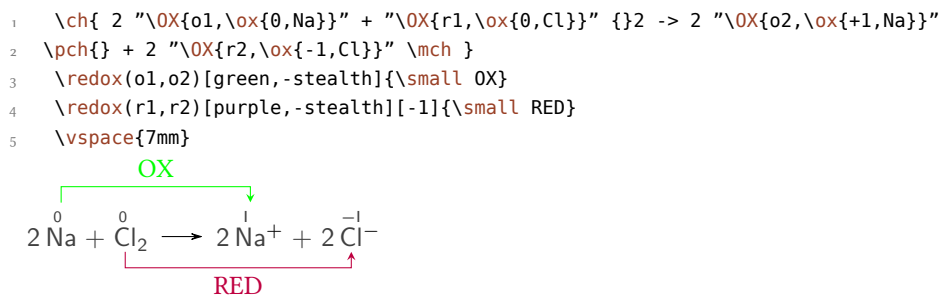 1 \ch{ 2 "\OX{o1,\ox{0,Na}}" + "\OX{r1,\ox{0,Cl}}" {}2 -> 2 "\OX{o2,\ox{+1,Na}}"
2 \pch{} + 2 "\OX{r2,\ox{-1,Cl}}" \mch }
3 \redox(o1,o2)[green,-stealth]{\small OX}
4 \redox(r1,r2)[purple,-stealth][-1]{\small RED}
5 \vspace{7mm}
OX
0 0 I −I
2 Na + Cl₂ ⟶ 2 Na⁺ + 2 Cl⁻
RED